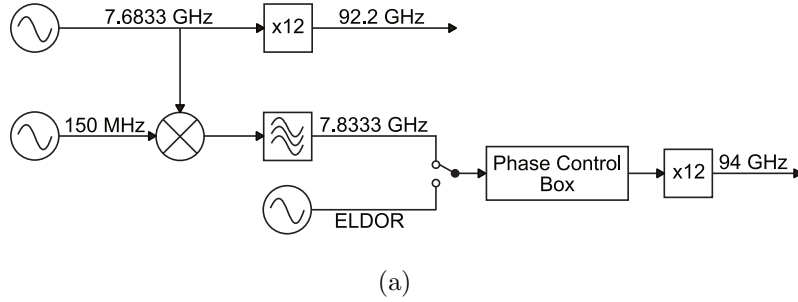 7.6833 GHz
x12
92.2 GHz
150 MHz
7.8333 GHz
Phase Control
Box
x12
94 GHz
ELDOR
(a)